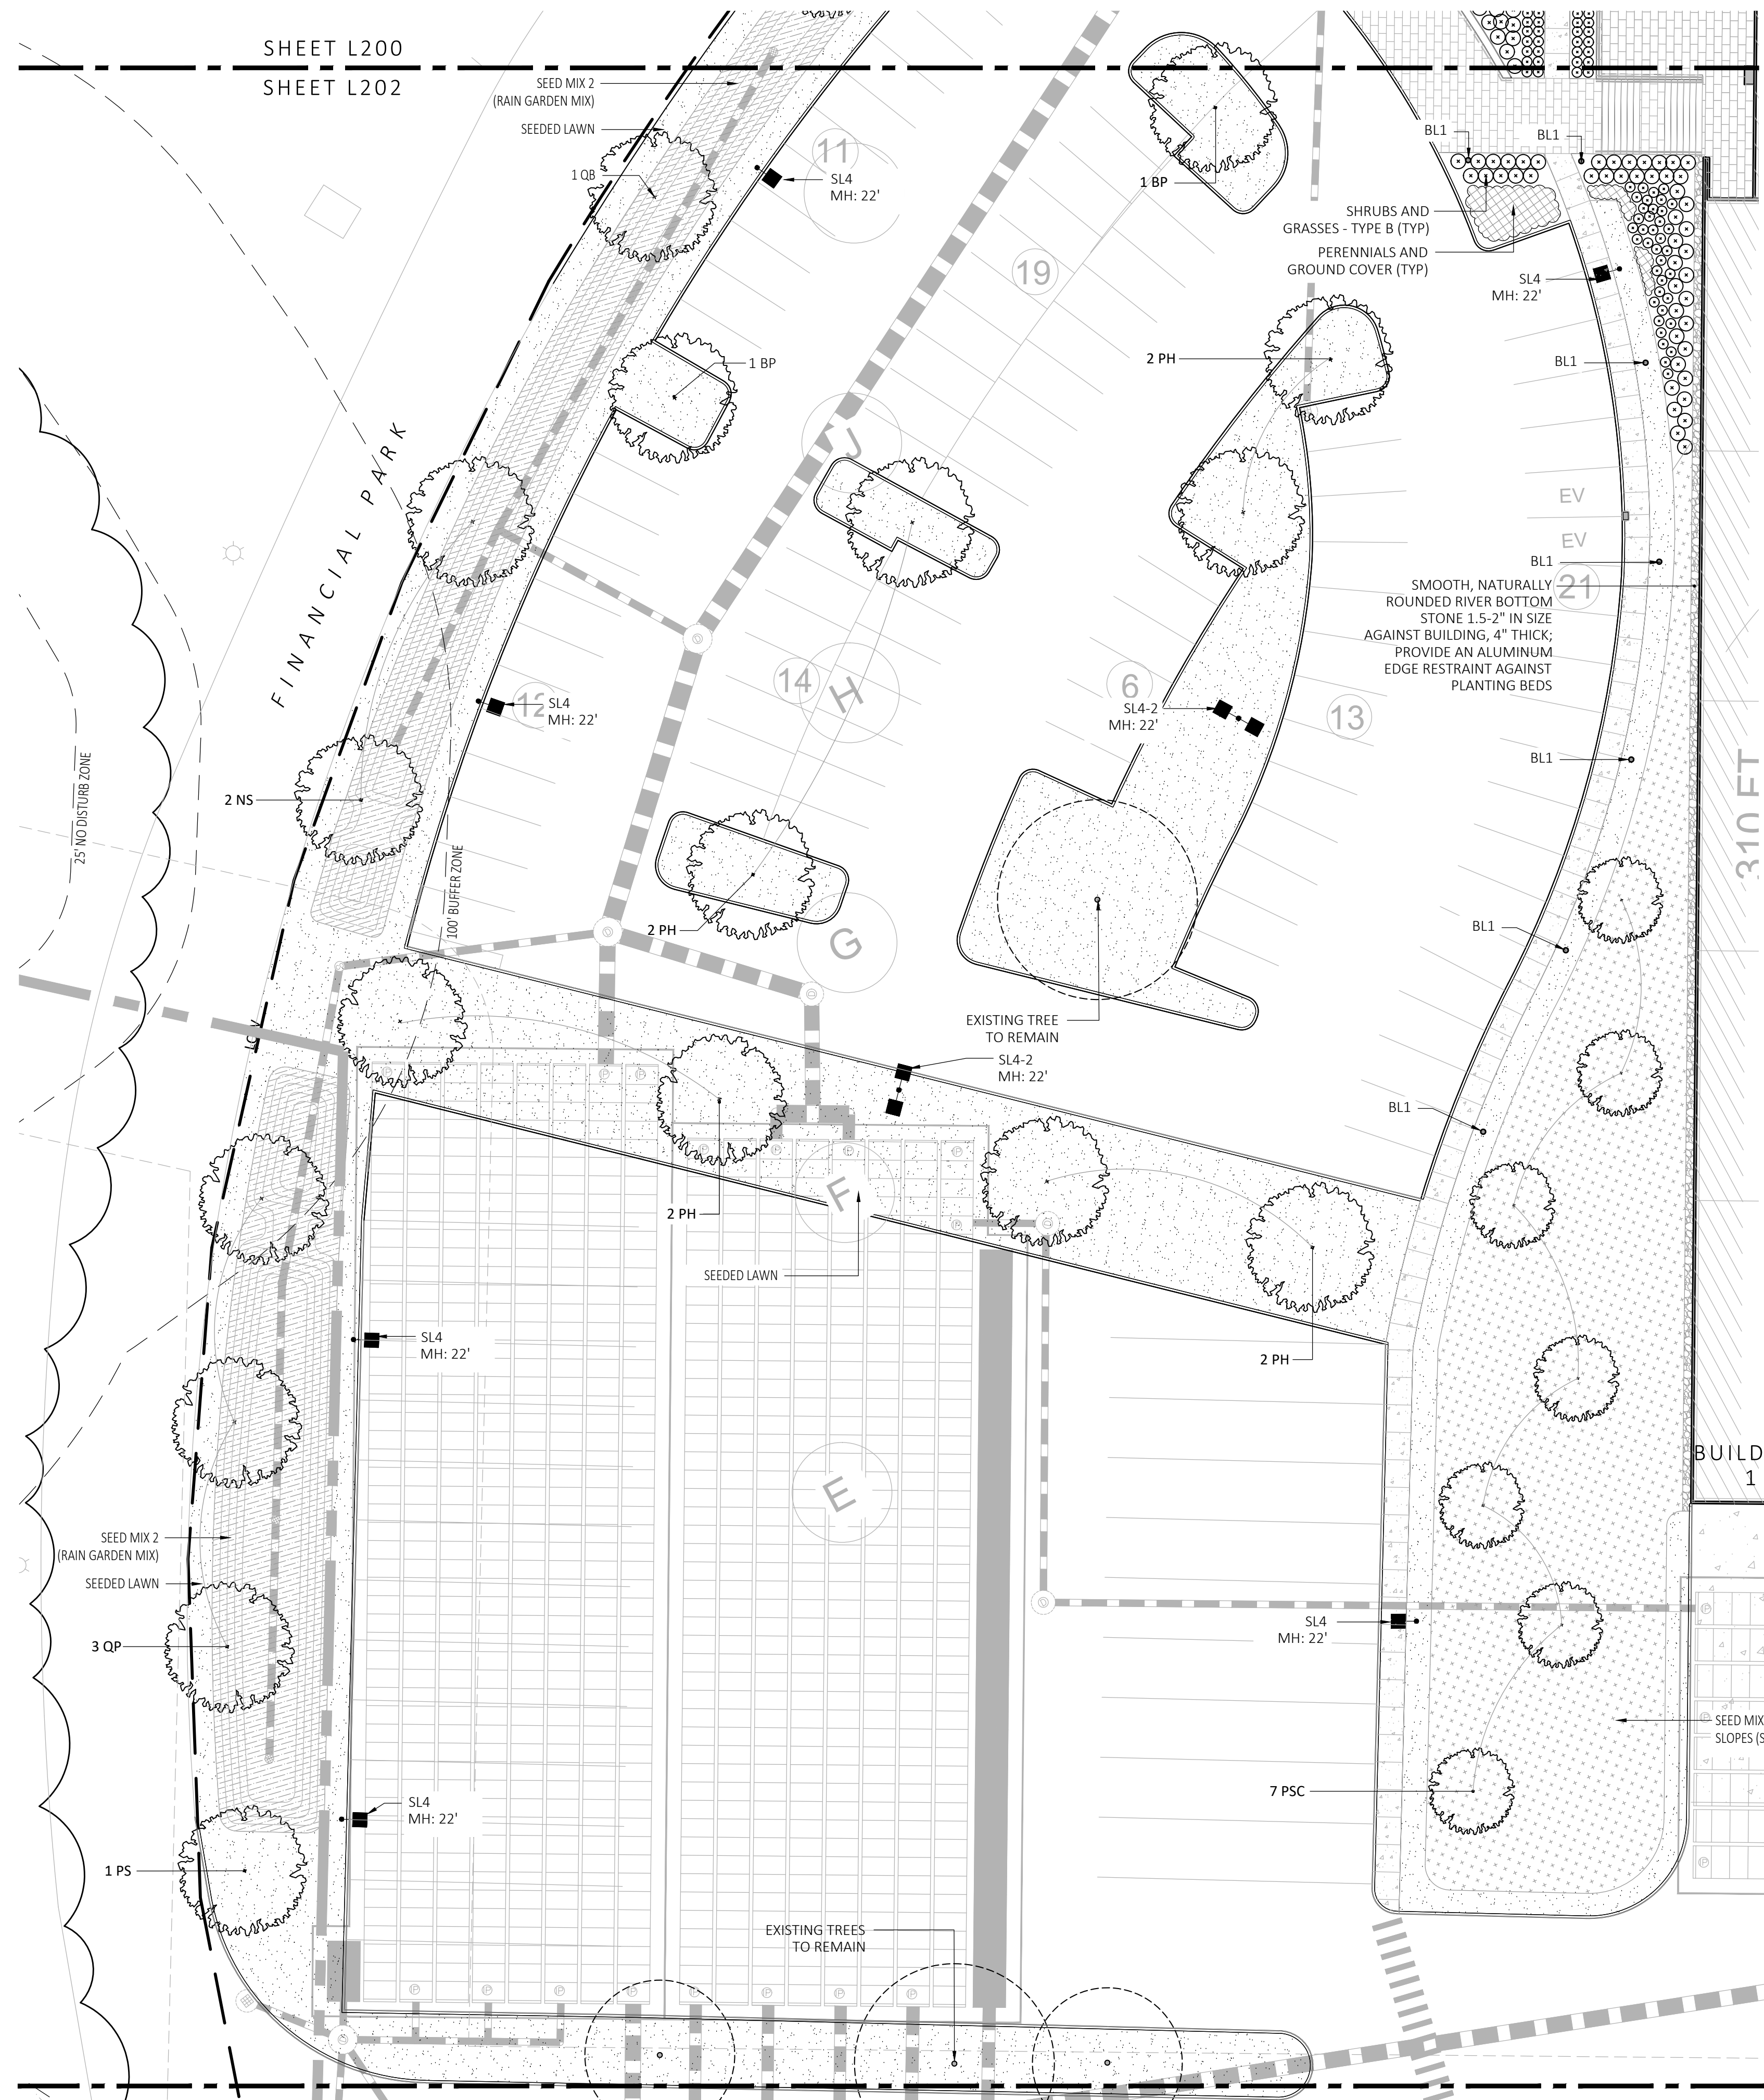 SHEET L200
SHEET L202
SEED MIX 2
(RAIN GARDEN MIX)
SEEDED LAWN
1 QB
11
SL4
MH: 22'
1 BP
19
BL1
BL1
SHRUBS AND
GRASSES - TYPE B (TYP)
PERENNIALS AND
GROUND COVER (TYP)
SL4
MH: 22'
1 BP
2 PH
BL1
FINANCIAL PARK
J
EV
EV
BL1
21
SMOOTH, NATURALLY
ROUNDED RIVER BOTTOM
STONE 1.5-2" IN SIZE
AGAINST BUILDING, 4" THICK;
PROVIDE AN ALUMINUM
EDGE RESTRAINT AGAINST
PLANTING BEDS
12
SL4
MH: 22'
14
H
6
SL4-2
MH: 22'
13
BL1
310 FT
25' NO DISTURB ZONE
2 NS
100' BUFFER ZONE
2 PH
G
BL1
EXISTING TREE
TO REMAIN
SL4-2
MH: 22'
BL1
F
2 PH
SEEDED LAWN
SL4
MH: 22'
2 PH
BUILD
1
E
SEED MIX 2
(RAIN GARDEN MIX)
SEEDED LAWN
3 QP
SL4
MH: 22'
SEED MIX
SLOPES (S
7 PSC
SL4
MH: 22'
1 PS
EXISTING TREES
TO REMAIN